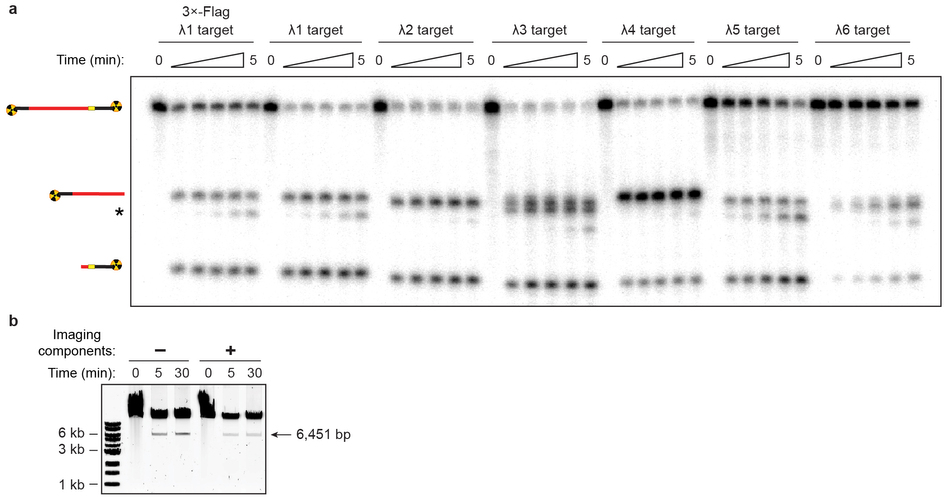 a
3×-Flag
λ1 target λ1 target λ2 target λ3 target λ4 target λ5 target λ6 target
Time (min): 0 5 0 5 0 5 0 5 0 5 0 5 0 5
*
b
Imaging
components: − +
Time (min): 0 5 30 0 5 30
6 kb
6,451 bp
3 kb
1 kb